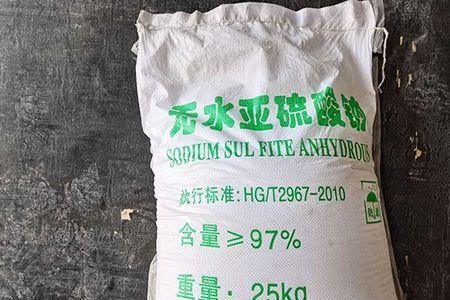 无水亚硫酸钠
SODIUM SUL FITE ANHYDROUS
执行标准: HG/T2967-2010
含量≥97%
重量: 25kg